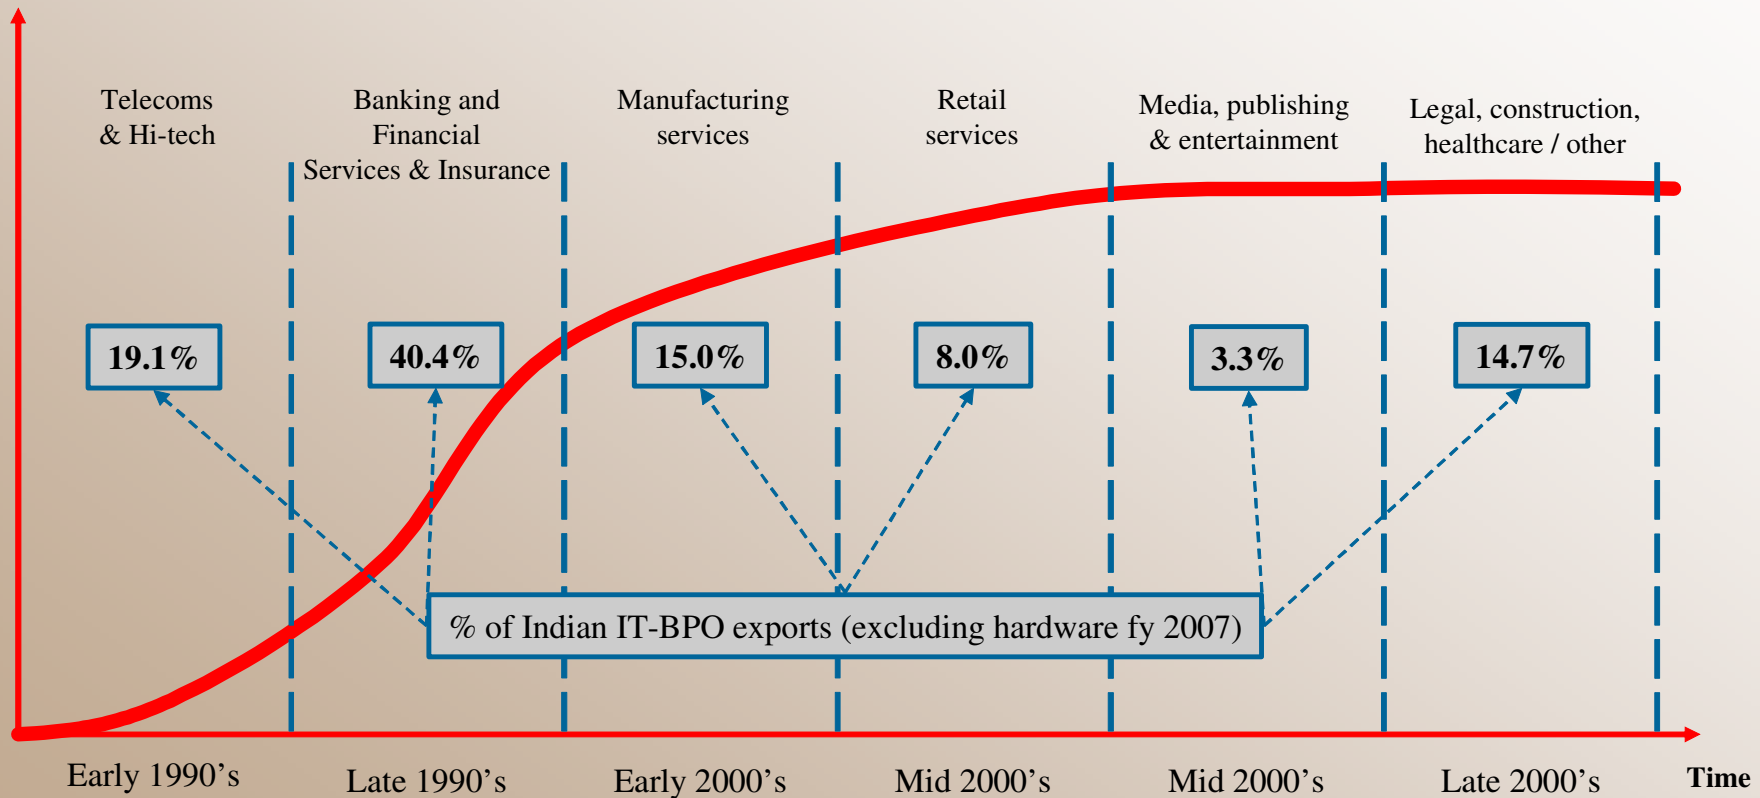 Telecoms
& Hi-tech
Banking and
Financial
Services & Insurance
Manufacturing
services
Retail
services
Media, publishing
& entertainment
Legal, construction,
healthcare / other
19.1%
40.4%
15.0%
8.0%
3.3%
14.7%
% of Indian IT-BPO exports (excluding hardware fy 2007)
Early 1990’s
Late 1990’s
Early 2000’s
Mid 2000’s
Mid 2000’s
Late 2000’s
Time